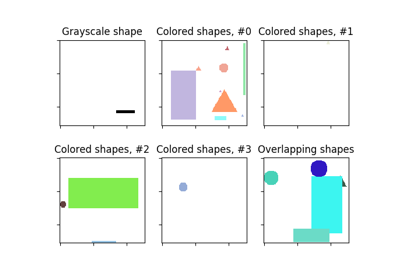 Grayscale shape
Colored shapes, #0
Colored shapes, #1
Colored shapes, #2
Colored shapes, #3
Overlapping shapes